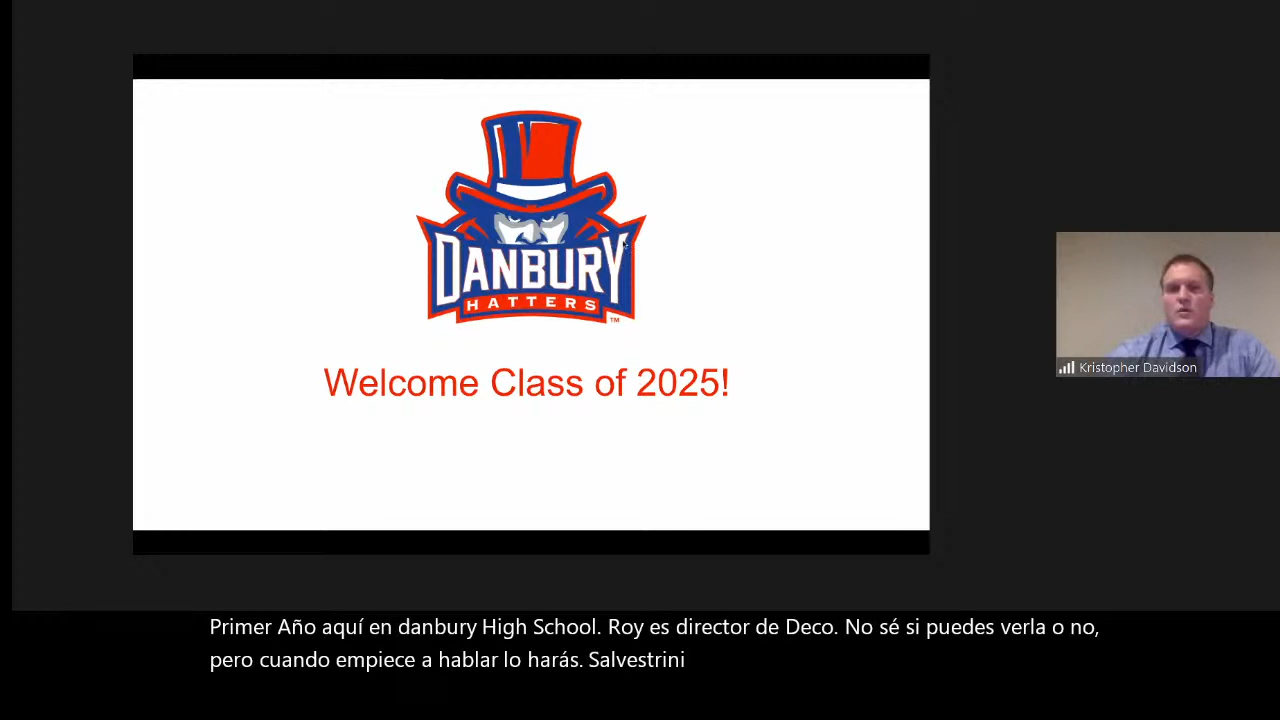 DANBURY
HATTERS
TM
Welcome Class of 2025!
Kristopher Davidson
Primer Año aquí en danbury High School. Roy es director de Deco. No sé si puedes verla o no,
pero cuando empiece a hablar lo harás. Salvestrini